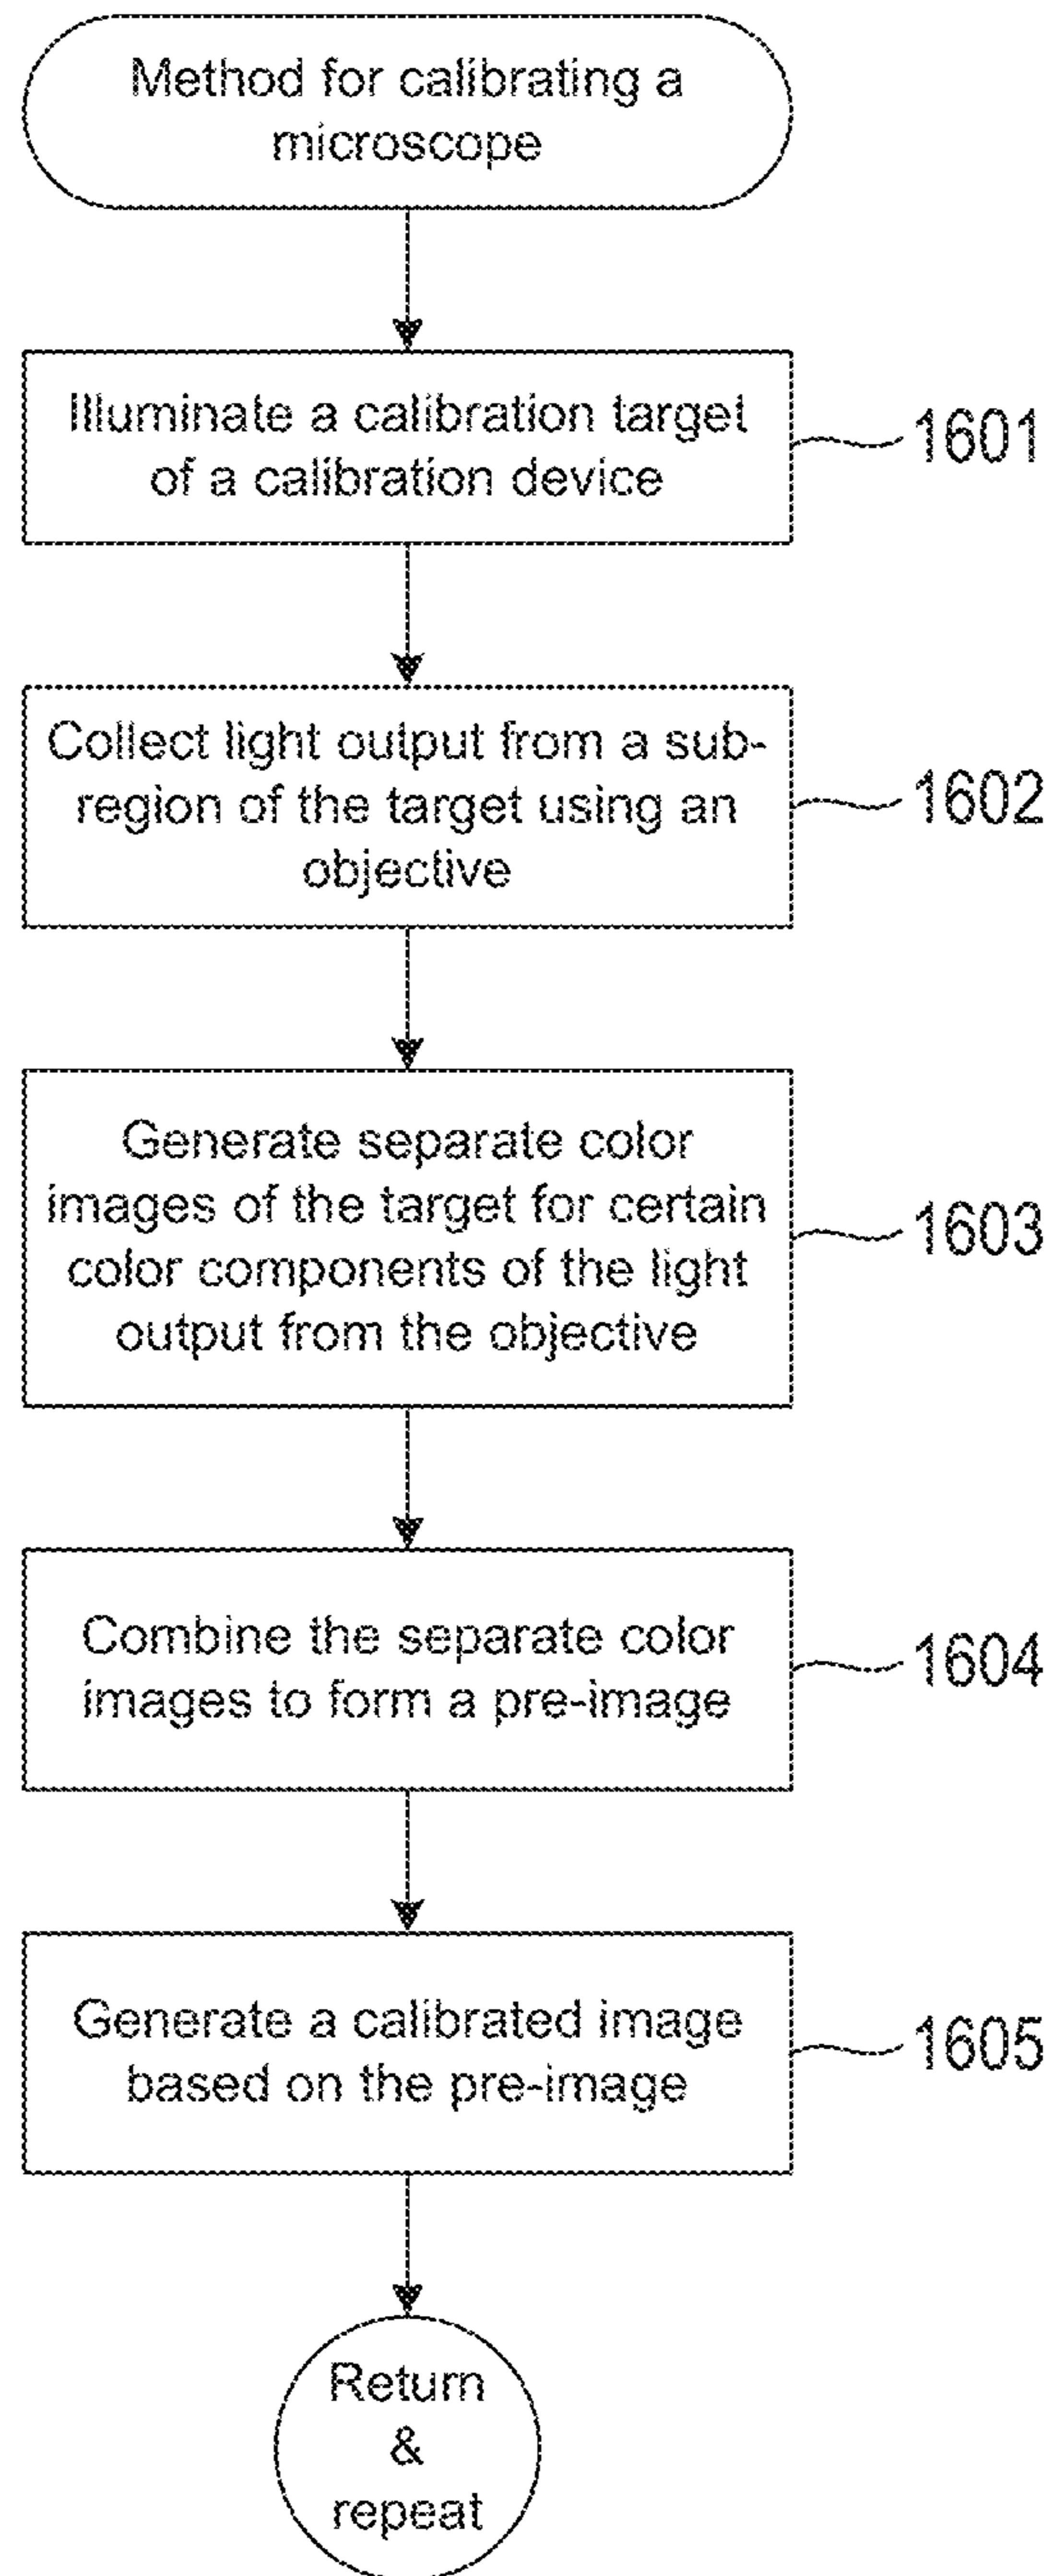 Method for calibrating a
microscope
Illuminate a calibration target
of a calibration device
1601
Collect light output from a sub-
region of the target using an
objective
1602
Generate separate color
images of the target for certain
color components of the light
output from the objective
1603
Combine the separate color
images to form a pre-image
1604
Generate a calibrated image
based on the pre-image
1605
Return
&
repeat